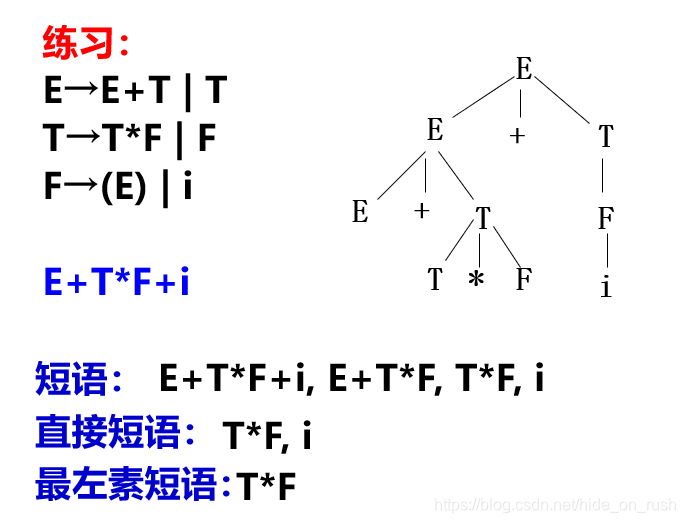 练习：
E→E+T | T
T→T*F | F
F→(E) | i
E+T*F+i
E
E + T
E + T F
T * F i
短语： E+T*F+i, E+T*F, T*F, i
直接短语： T*F, i
最左素短语：T*F
https://blog.csdn.net/hide_on_rush